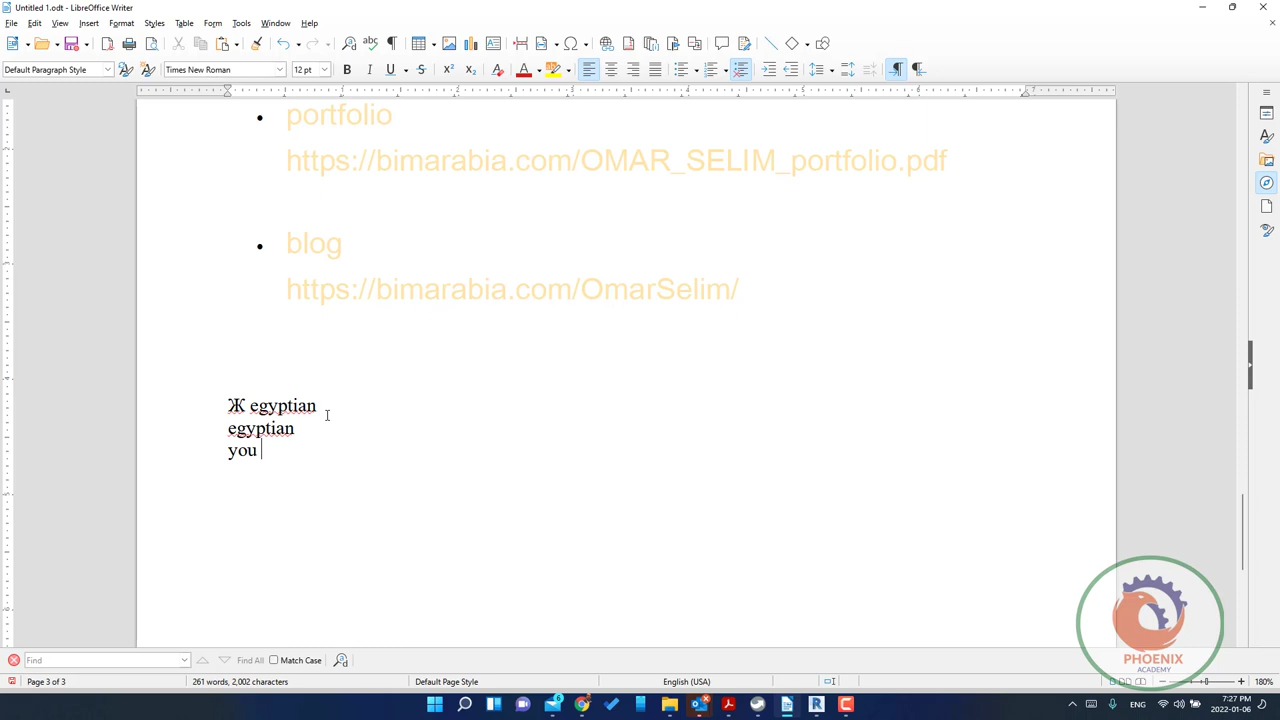 Untitled 1.odt - LibreOffice Writer
File Edit View Insert Format Styles Table Form Tools Window Help
Default Paragraph Style Times New Roman 12 pt
portfolio
https://bimarabia.com/OMAR_SELIM_portfolio.pdf
blog
https://bimarabia.com/OmarSelim/
Ж egyptian
egyptian
you
PHOENIX
ACADEMY
Find Find All Match Case
Page 3 of 3 261 words, 2,002 characters Default Page Style English (USA) 180%
ENG 7:27 PM
2022-01-06